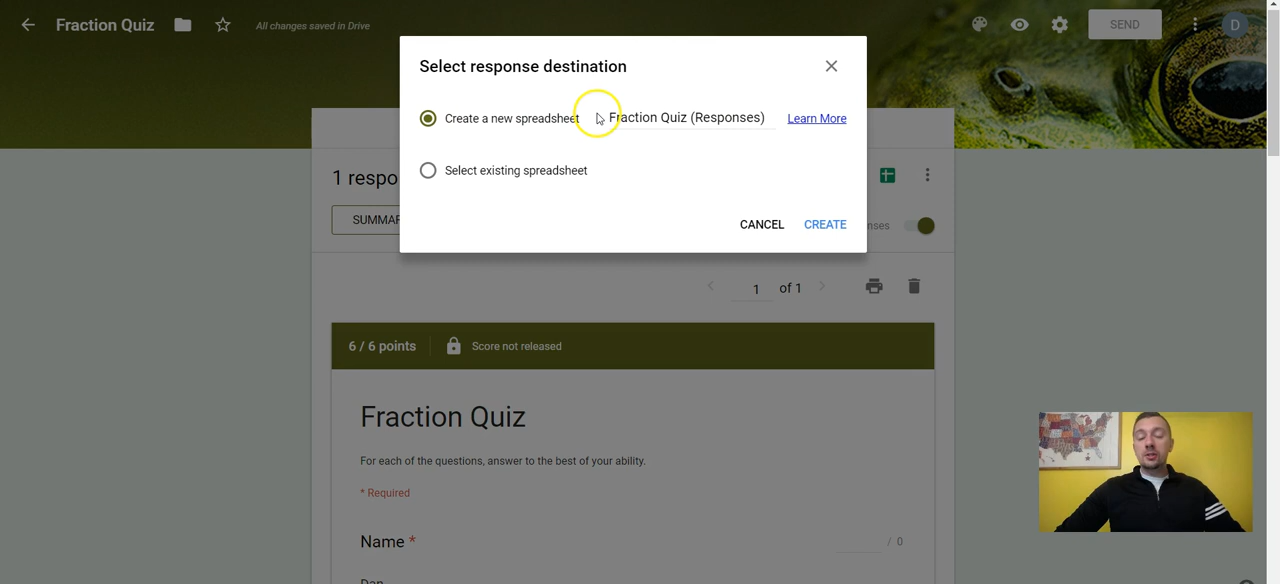 Fraction Quiz
All changes saved in Drive
SEND
D
Select response destination
Create a new spreadsheet
Fraction Quiz (Responses)
Learn More
Select existing spreadsheet
CANCEL
CREATE
1 respo
SUMMAR
nses
1 of 1
6 / 6 points
Score not released
Fraction Quiz
For each of the questions, answer to the best of your ability.
* Required
Name *
/ 0
Dan